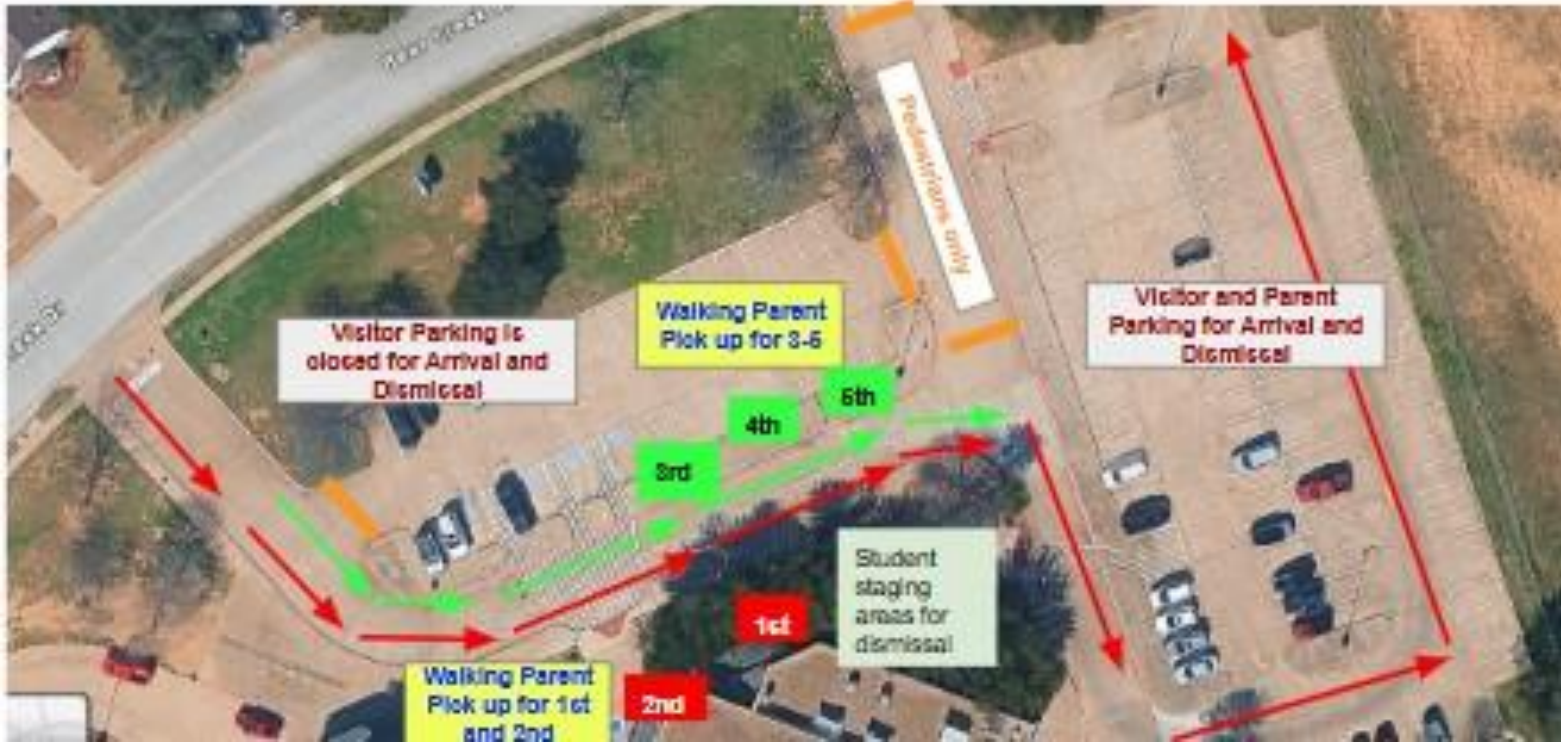 Bear Creek
Pedestrians only
Visitor Parking is
closed for Arrival and
Dismissal
Walking Parent
Pick up for 3-5
Visitor and Parent
Parking for Arrival and
Dismissal
5th
4th
3rd
Student
staging
areas for
dismissal
1st
2nd
Walking Parent
Pick up for 1st
and 2nd